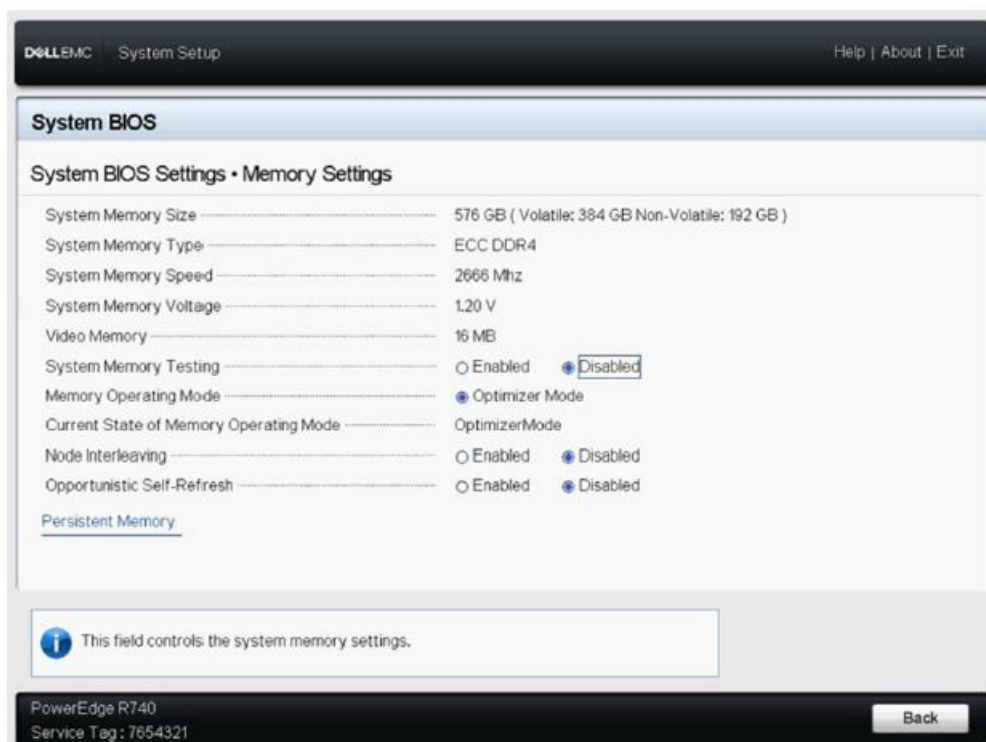 DELLEMC System Setup Help | About | Exit
System BIOS
System BIOS Settings • Memory Settings
System Memory Size 576 GB ( Volatile: 384 GB Non-Volatile: 192 GB )
System Memory Type ECC DDR4
System Memory Speed 2666 Mhz
System Memory Voltage 1.20 V
Video Memory 16 MB
System Memory Testing Enabled Disabled
Memory Operating Mode Optimizer Mode
Current State of Memory Operating Mode OptimizerMode
Node Interleaving Enabled Disabled
Opportunistic Self-Refresh Enabled Disabled
Persistent Memory
This field controls the system memory settings.
PowerEdge R740
Service Tag : 7654321 Back